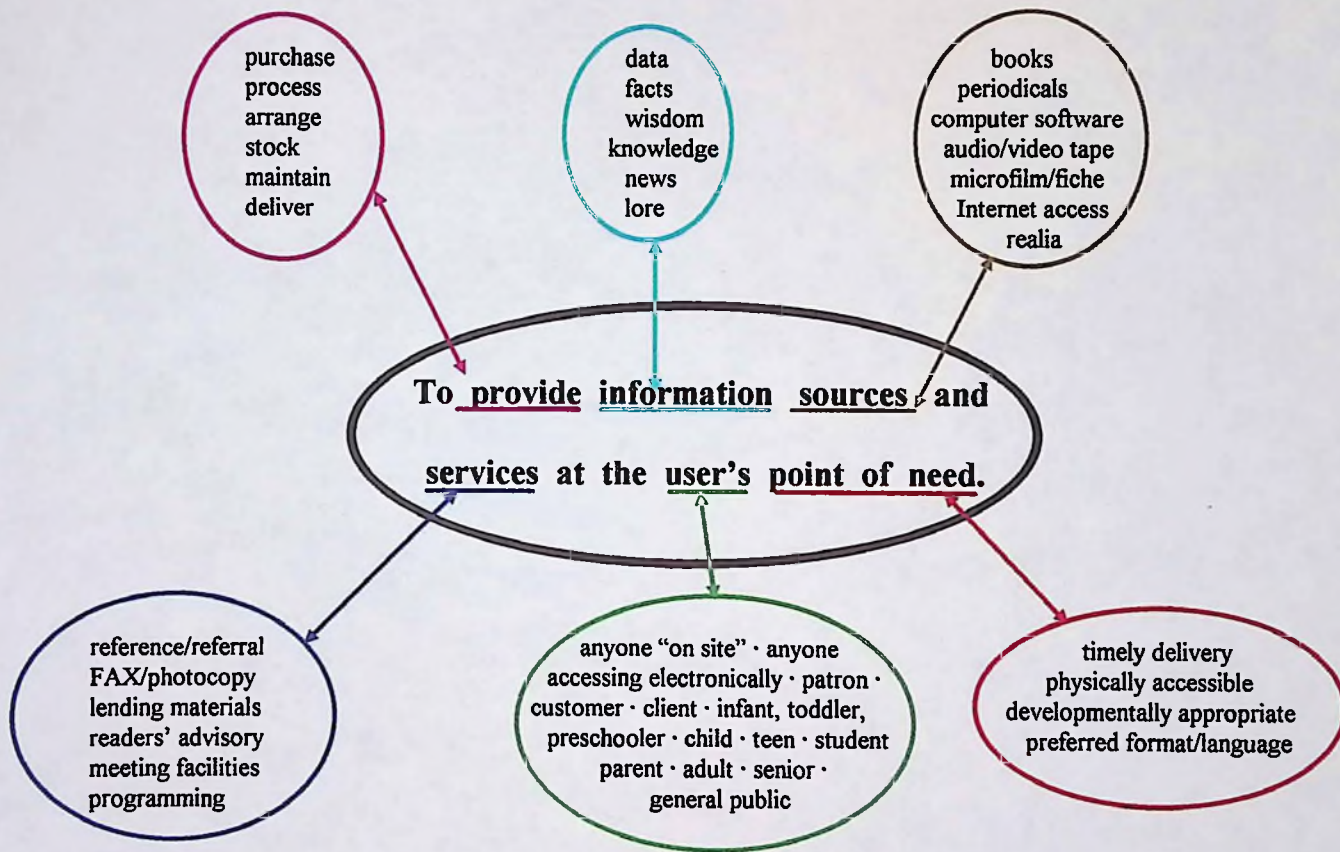 purchase
process
arrange
stock
maintain
deliver
data
facts
wisdom
knowledge
news
lore
books
periodicals
computer software
audio/video tape
microfilm/fiche
Internet access
realia
To provide information sources and
services at the user's point of need.
reference/referral
FAX/photocopy
lending materials
readers' advisory
meeting facilities
programming
anyone “on site” · anyone
accessing electronically · patron ·
customer · client · infant, toddler,
preschooler · child · teen · student
parent · adult · senior ·
general public
timely delivery
physically accessible
developmentally appropriate
preferred format/language